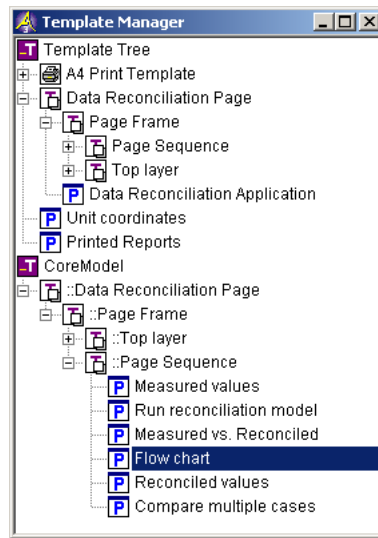 Template Manager
Template Tree
A4 Print Template
Data Reconciliation Page
Page Frame
Page Sequence
Top layer
P Data Reconciliation Application
P Unit coordinates
P Printed Reports
CoreModel
::Data Reconciliation Page
::Page Frame
::Top layer
::Page Sequence
P Measured values
P Run reconciliation model
P Measured vs. Reconciled
P Flow chart
P Reconciled values
P Compare multiple cases